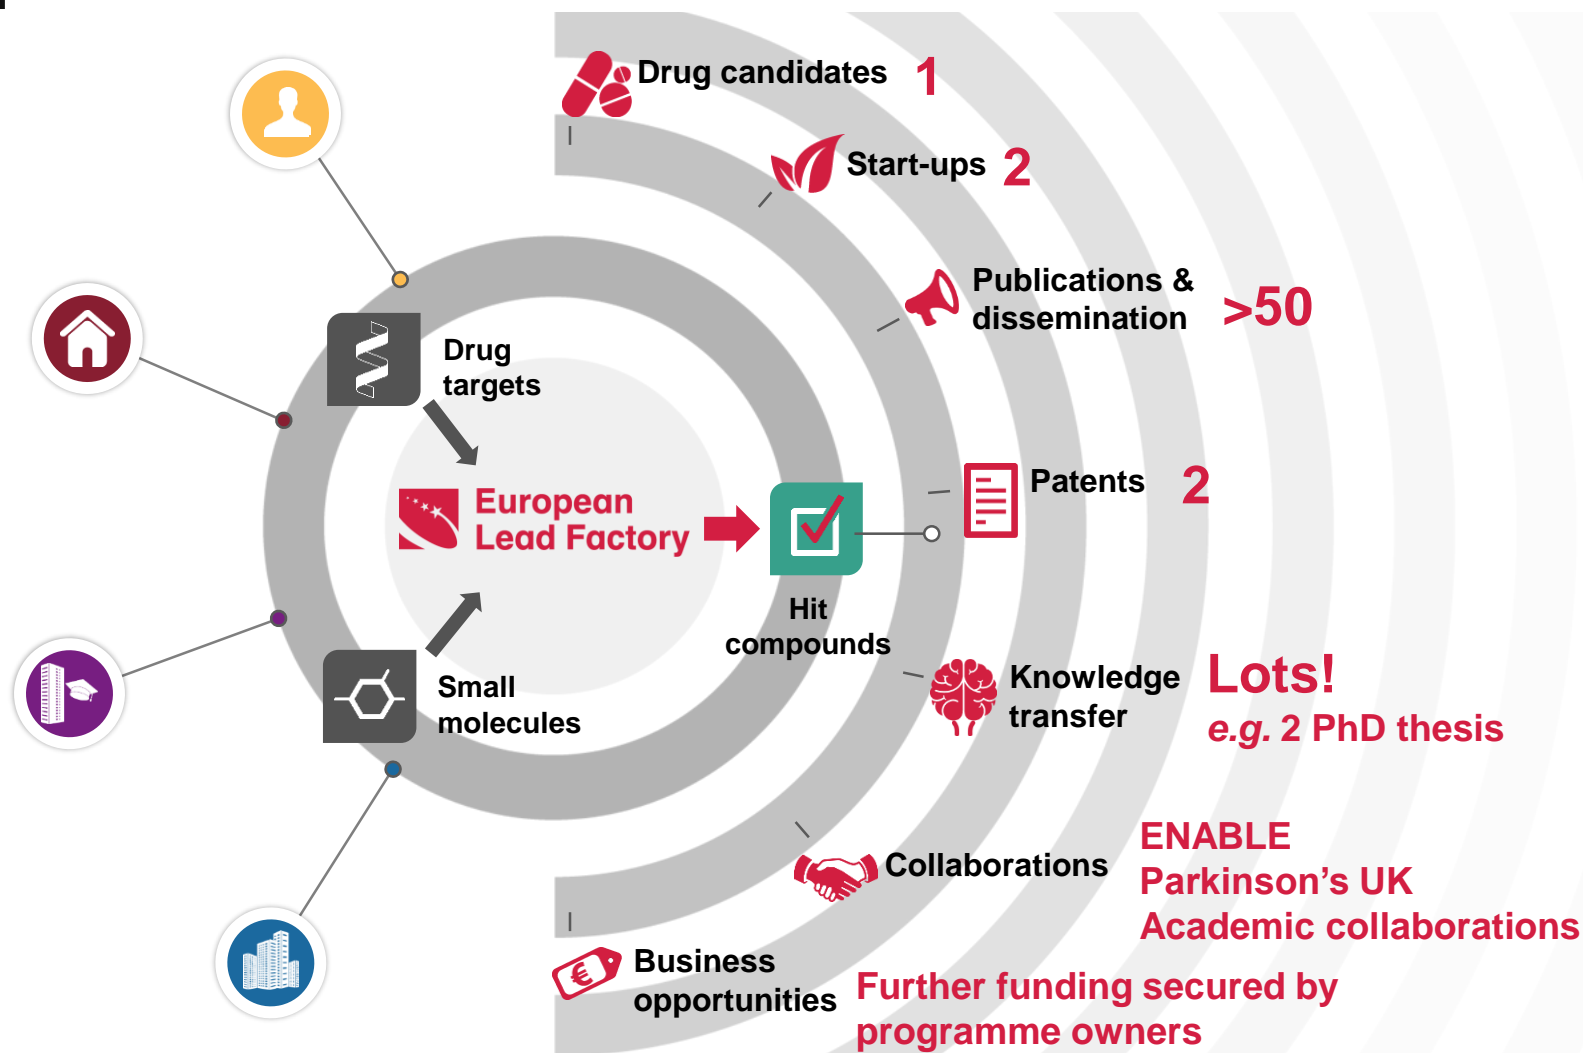 Drug candidates 1
Start-ups 2
Publications &
dissemination >50
Drug
targets
European
Lead Factory
Patents 2
Hit
compounds
Small
molecules
Knowledge
transfer
Lots!
e.g. 2 PhD thesis
Collaborations
ENABLE
Parkinson’s UK
Academic collaborations
€
Business
opportunities
Further funding secured by
programme owners